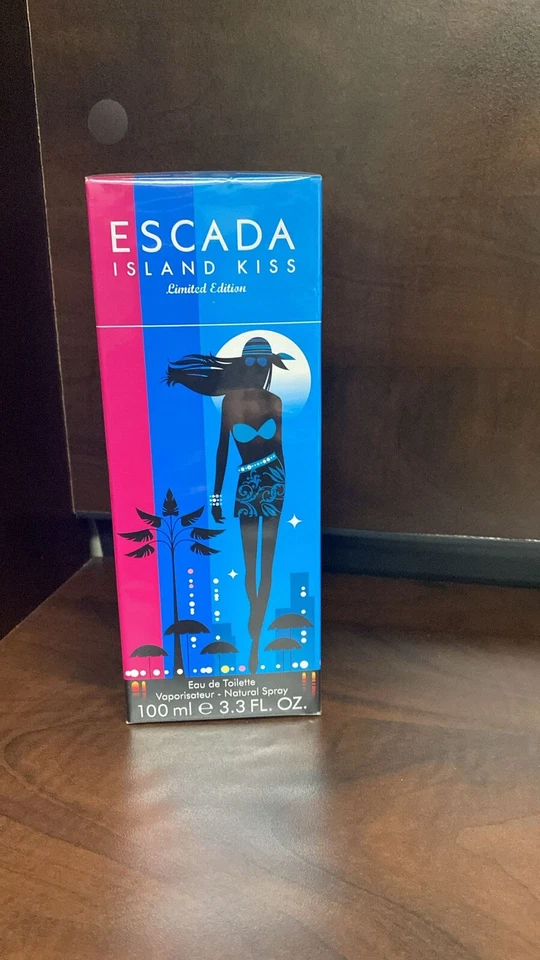 ESCADA
ISLAND KISS
Limited Edition
Eau de Toilette
Vaporisateur - Natural Spray
100 ml ℮ 3.3 FL. OZ.